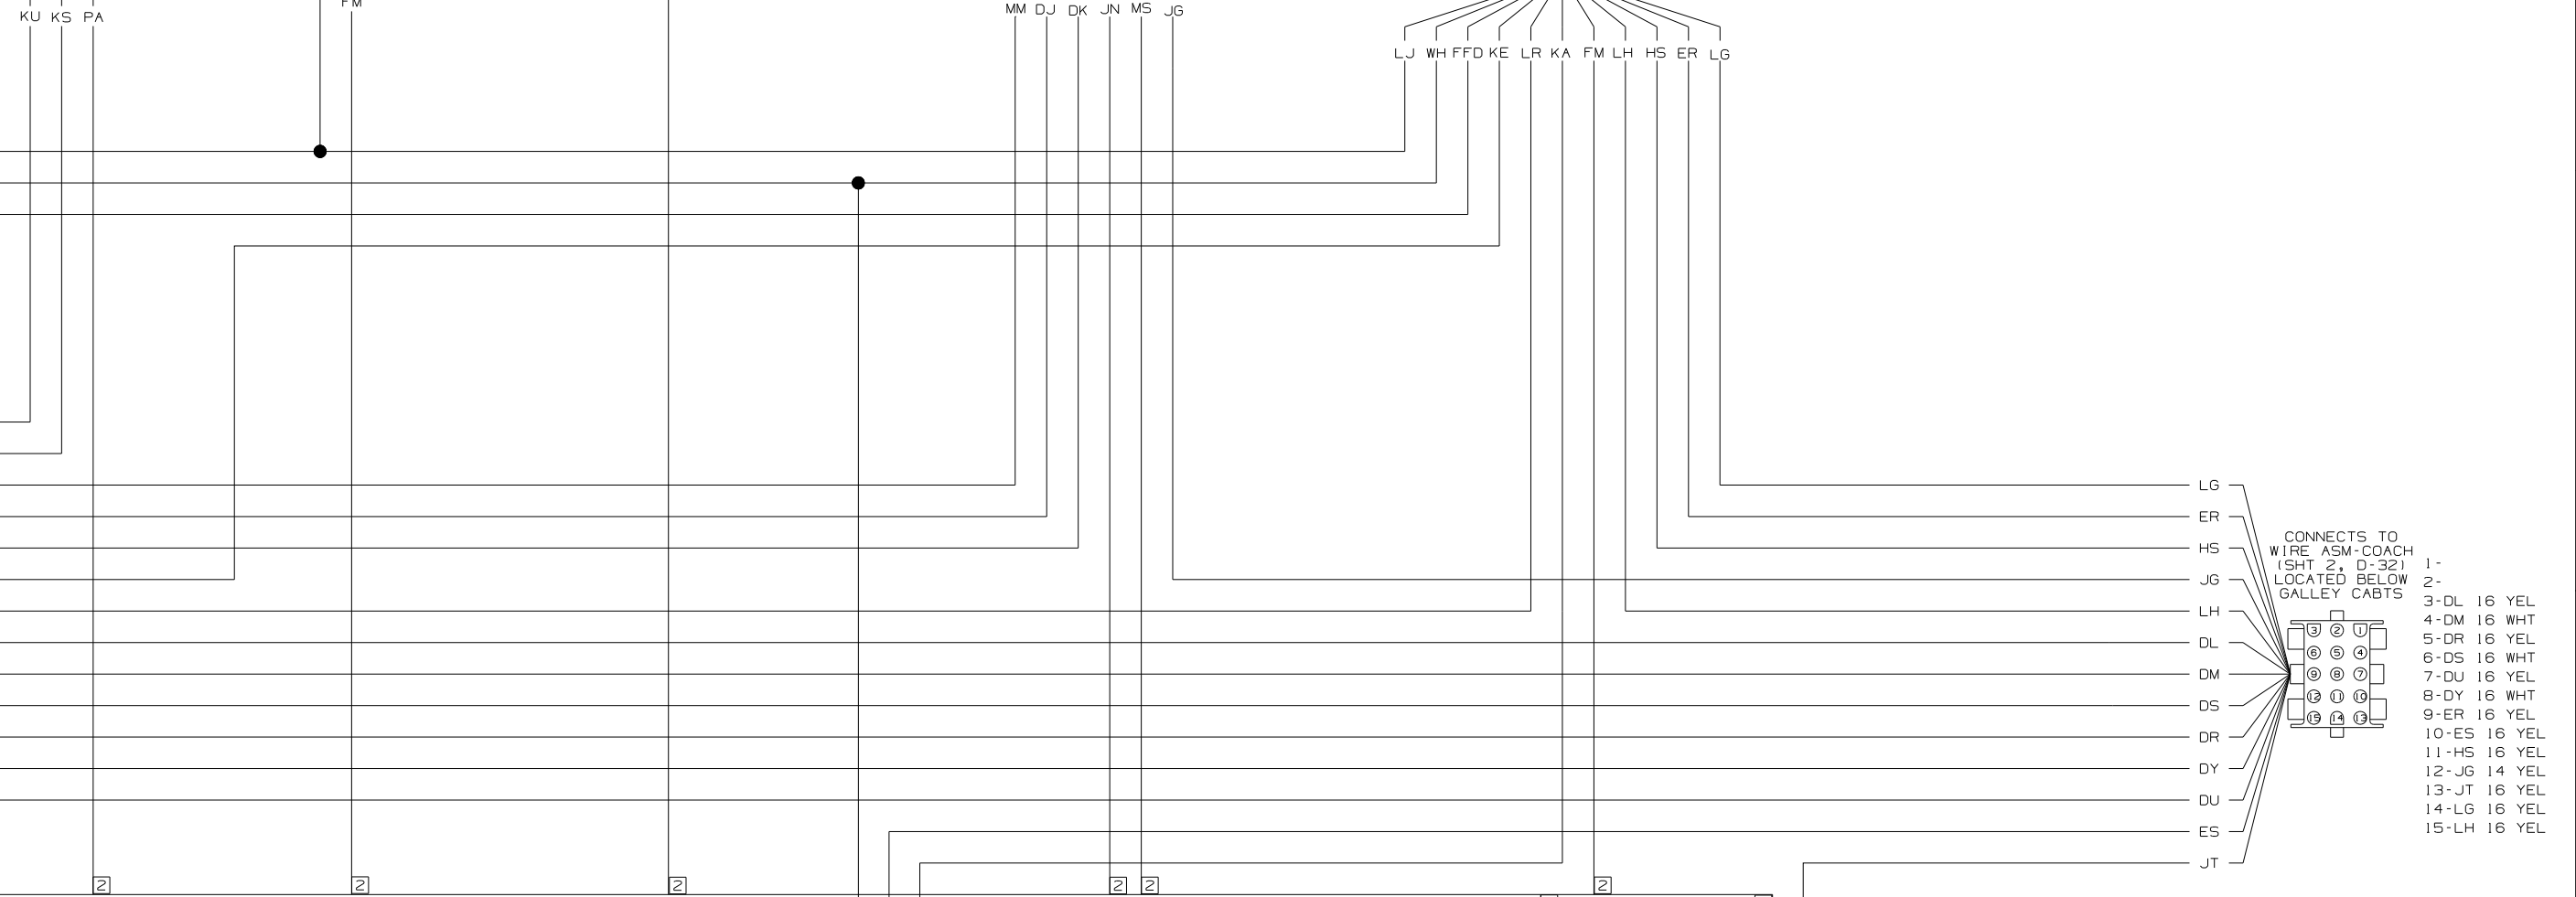 FM
KU KS PA
MM DJ DK JN MS JG
LJ WH FFD KE LR KA FM LH HS ER LG
LG
ER
HS
JG
LH
DL
DM
DS
DR
DY
DU
ES
JT
CONNECTS TO
WIRE ASM-COACH
(SHT 2, D-32)
LOCATED BELOW
GALLEY CABTS
3 2 1
6 5 4
9 8 7
12 11 10
15 14 13
1-
2-
3-DL 16 YEL
4-DM 16 WHT
5-DR 16 YEL
6-DS 16 WHT
7-DU 16 YEL
8-DY 16 WHT
9-ER 16 YEL
10-ES 16 YEL
11-HS 16 YEL
12-JG 14 YEL
13-JT 16 YEL
14-LG 16 YEL
15-LH 16 YEL
2 2 2 2 2 2